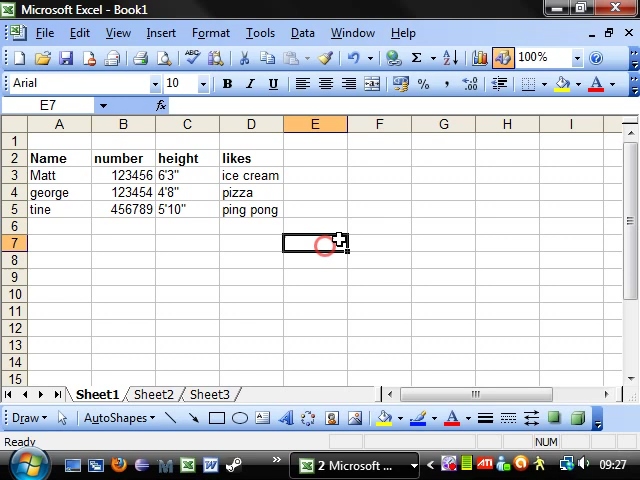 Microsoft Excel - Book1
File Edit View Insert Format Tools Data Window Help
100%
Arial 10 B I U
E7 fx
A B C D E F G H I
1
2 Name number height likes
3 Matt 123456 6'3" ice cream
4 george 123454 4'8" pizza
5 tine 456789 5'10" ping pong
6
7
8
9
10
11
12
13
14
15
Sheet1 Sheet2 Sheet3
Draw AutoShapes
Ready NUM
2 Microsoft ... 09:27